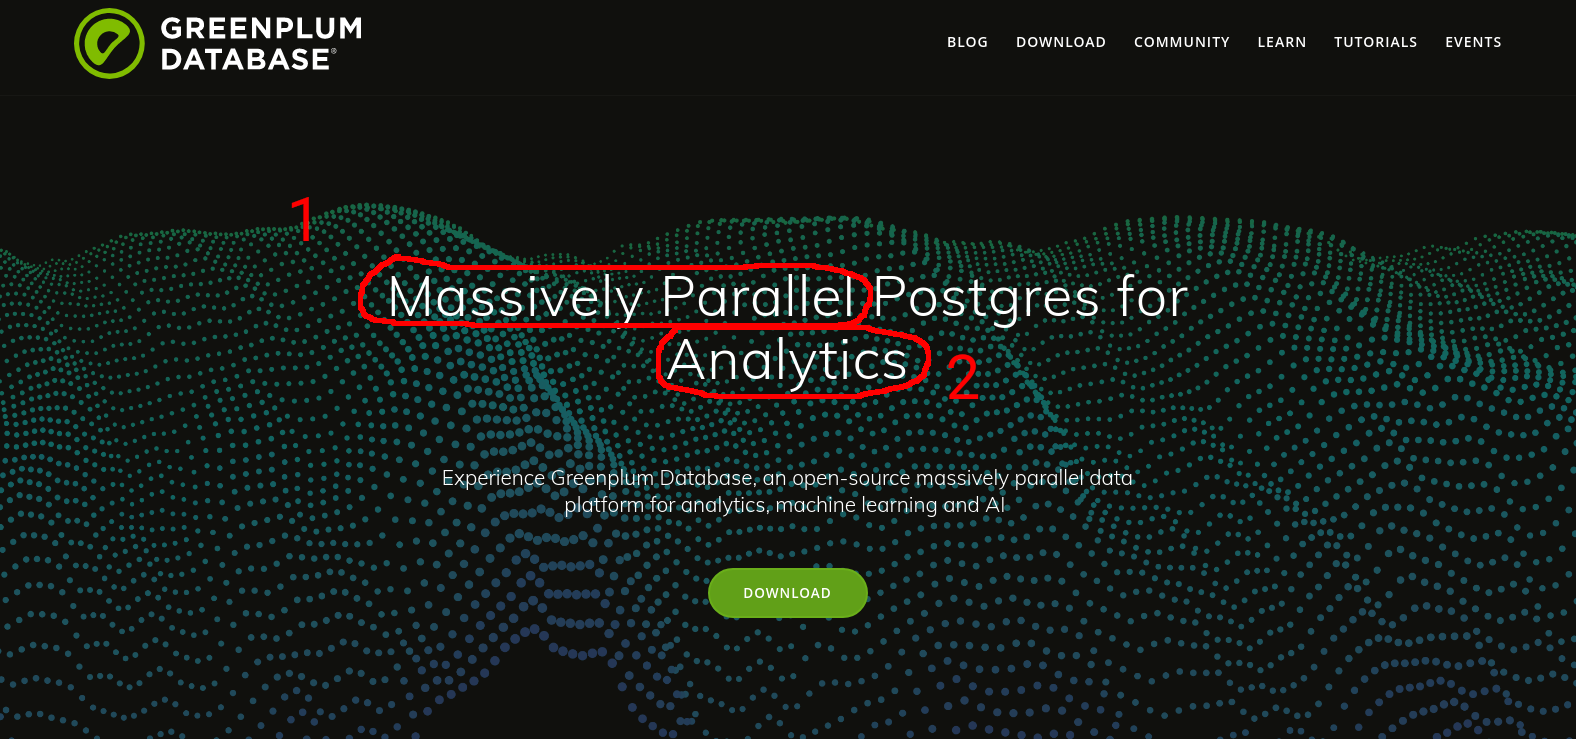 GREENPLUM
DATABASE®
BLOG DOWNLOAD COMMUNITY LEARN TUTORIALS EVENTS
1
Massively Parallel Postgres for
Analytics
2
Experience Greenplum Database, an open-source massively parallel data
platform for analytics, machine learning and AI
DOWNLOAD